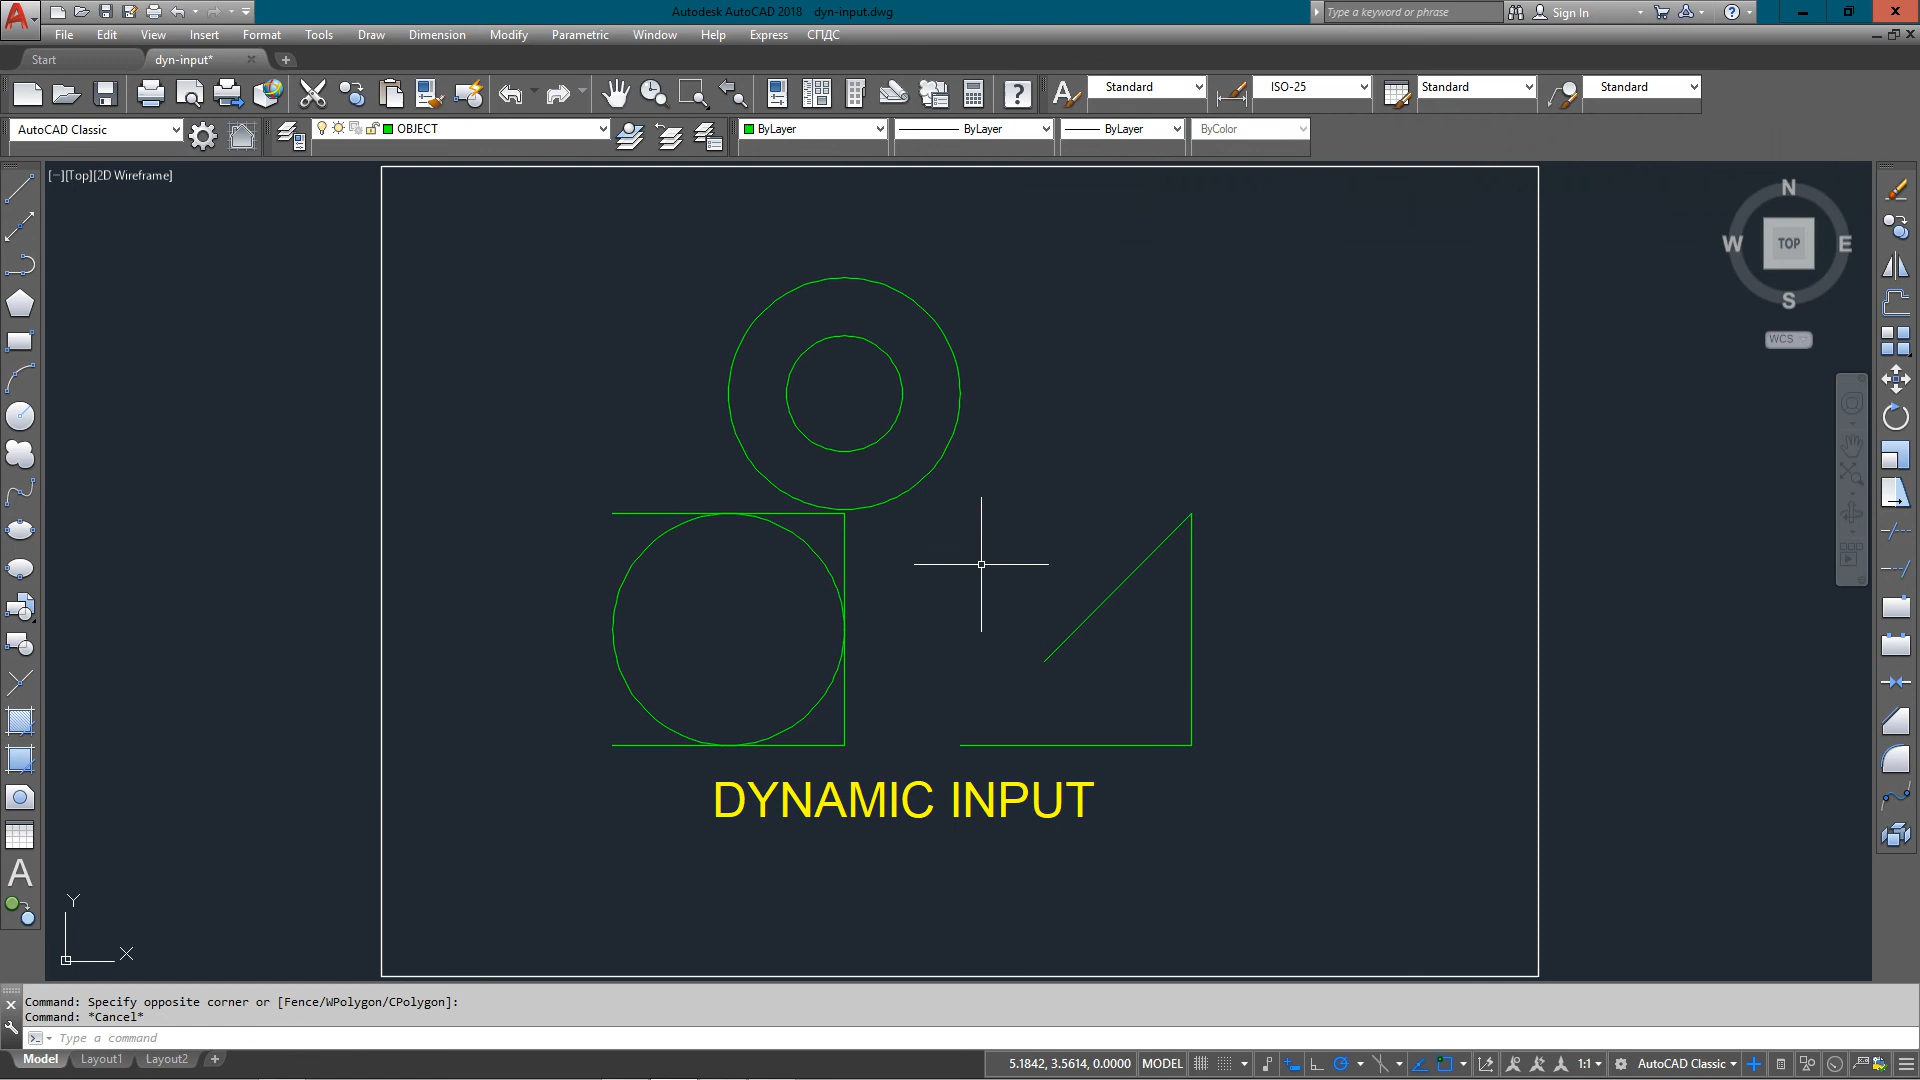 Autodesk AutoCAD 2018 dyn-input.dwg
Type a keyword or phrase
Sign In
File Edit View Insert Format Tools Draw Dimension Modify Parametric Window Help Express СПДС
Start
dyn-input*
Standard
ISO-25
Standard
Standard
AutoCAD Classic
OBJECT
ByLayer
ByLayer
ByLayer
ByColor
[−][Top][2D Wireframe]
N
W
TOP
E
S
WCS
DYNAMIC INPUT
Y
X
Command: Specify opposite corner or [Fence/WPolygon/CPolygon]:
Command: *Cancel*
Type a command
Model Layout1 Layout2
5.1842, 3.5614, 0.0000 MODEL 1:1 AutoCAD Classic